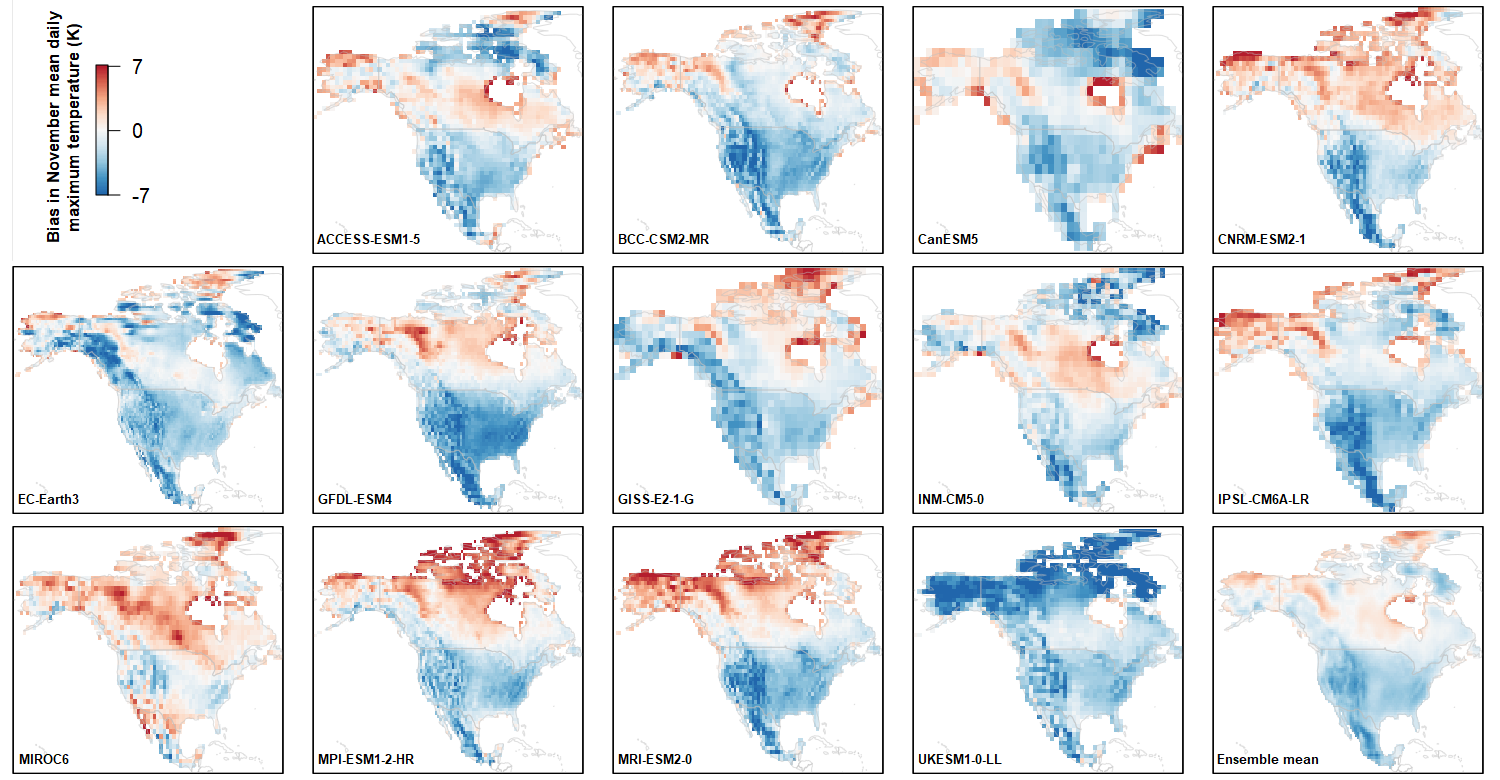 Bias in November mean daily
maximum temperature (K)
7
0
-7
ACCESS-ESM1-5
BCC-CSM2-MR
CanESM5
CNRM-ESM2-1
EC-Earth3
GFDL-ESM4
GISS-E2-1-G
INM-CM5-0
IPSL-CM6A-LR
MIROC6
MPI-ESM1-2-HR
MRI-ESM2-0
UKESM1-0-LL
Ensemble mean